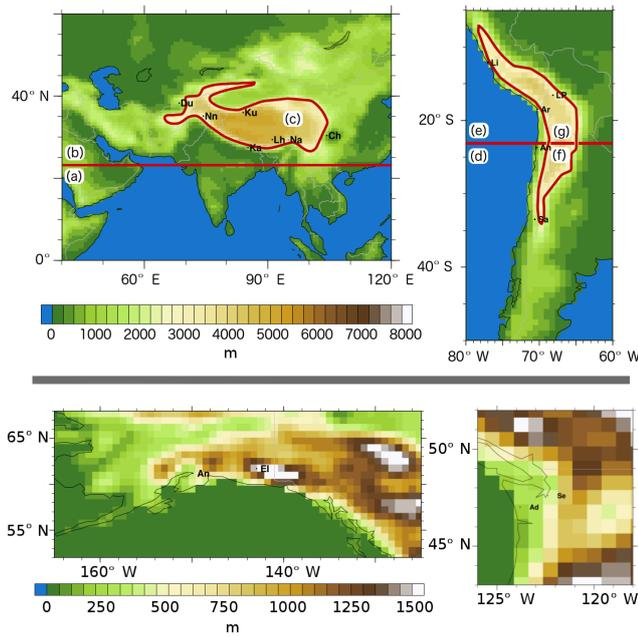 40° N
0°
(b)
(a)
(c)
Du
Nn
Ku
Lh
Na
Ka
Ch
60° E
90° E
120° E
0 1000 2000 3000 4000 5000 6000 7000 8000
m
20° S
40° S
(e)
(d)
(g)
(f)
Li
LP
Ar
An
Sa
80° W 70° W 60° W
65° N
55° N
An
El
160°W
140°W
0 250 500 750 1000 1250 1500
m
50° N
45° N
Se
Ad
125° W
120° W